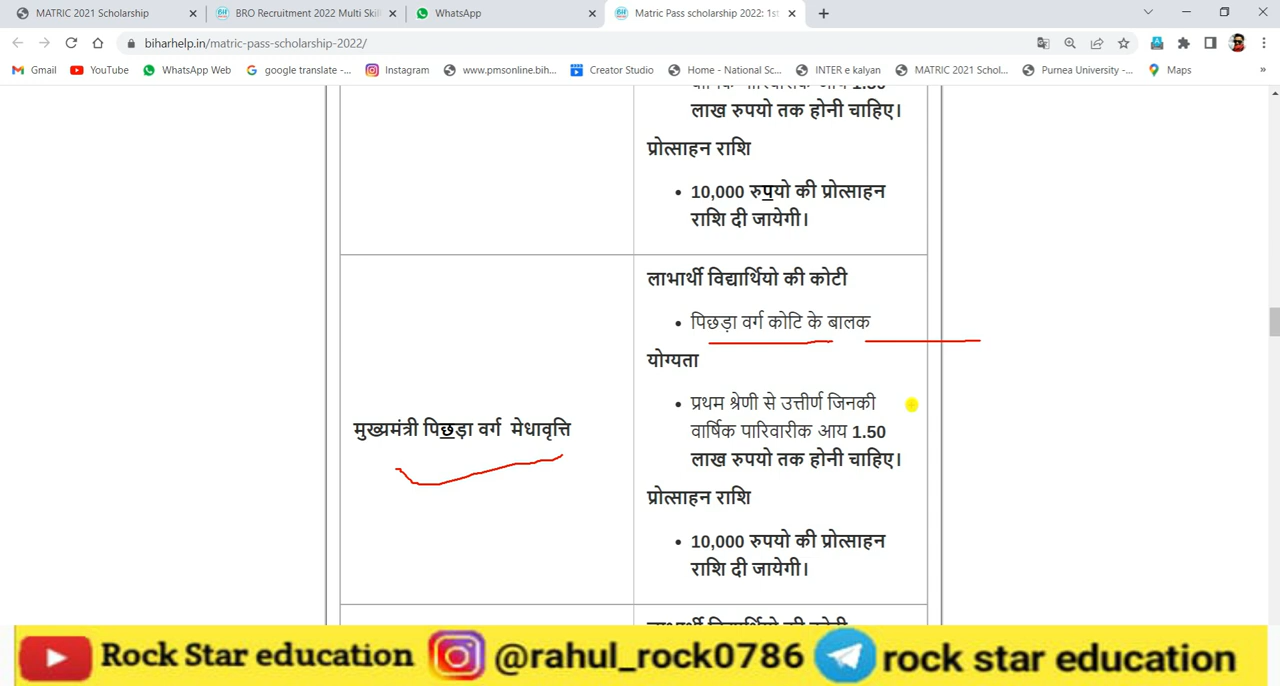 MATRIC 2021 Scholarship
BRO Recruitment 2022 Multi Skil
WhatsApp
Matric Pass scholarship 2022: 1st
biharhelp.in/matric-pass-scholarship-2022/
Gmail
YouTube
WhatsApp Web
google translate -...
Instagram
www.pmsonline.bih...
Creator Studio
Home - National Sc...
INTER e kalyan
MATRIC 2021 Schol...
Purnea University -...
Maps
»
वार्षिक पारिवारीक आय 1.50
लाख रुपयो तक होनी चाहिए।
प्रोत्साहन राशि
• 10,000 रुपयो की प्रोत्साहन
राशि दी जायेगी।
मुख्यमंत्री पिछड़ा वर्ग मेधावृत्ति
लाभार्थी विद्यार्थियो की कोटी
• पिछड़ा वर्ग कोटि के बालक
योग्यता
• प्रथम श्रेणी से उत्तीर्ण जिनकी
वार्षिक पारिवारीक आय 1.50
लाख रुपयो तक होनी चाहिए।
प्रोत्साहन राशि
• 10,000 रुपयो की प्रोत्साहन
राशि दी जायेगी।
लाभार्थी विद्यार्थियो की कोटी
Rock Star education
@rahul_rock0786
rock star education